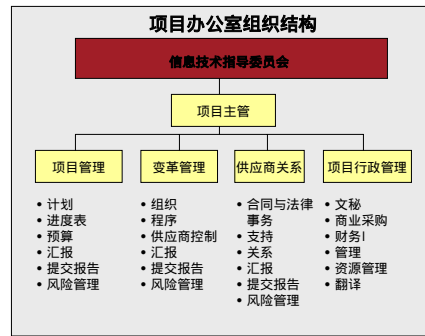 项目办公室组织结构
信息技术指导委员会
项目主管
项目管理
变革管理
供应商关系
项目行政管理
• 计划
• 进度表
• 预算
• 汇报
• 提交报告
• 风险管理
• 组织
• 程序
• 供应商控制
• 汇报
• 提交报告
• 风险管理
• 合同与法律
事务
• 支持
• 关系
• 汇报
• 提交报告
• 风险管理
• 文秘
• 商业采购
• 财务I
• 管理
• 资源管理
• 翻译